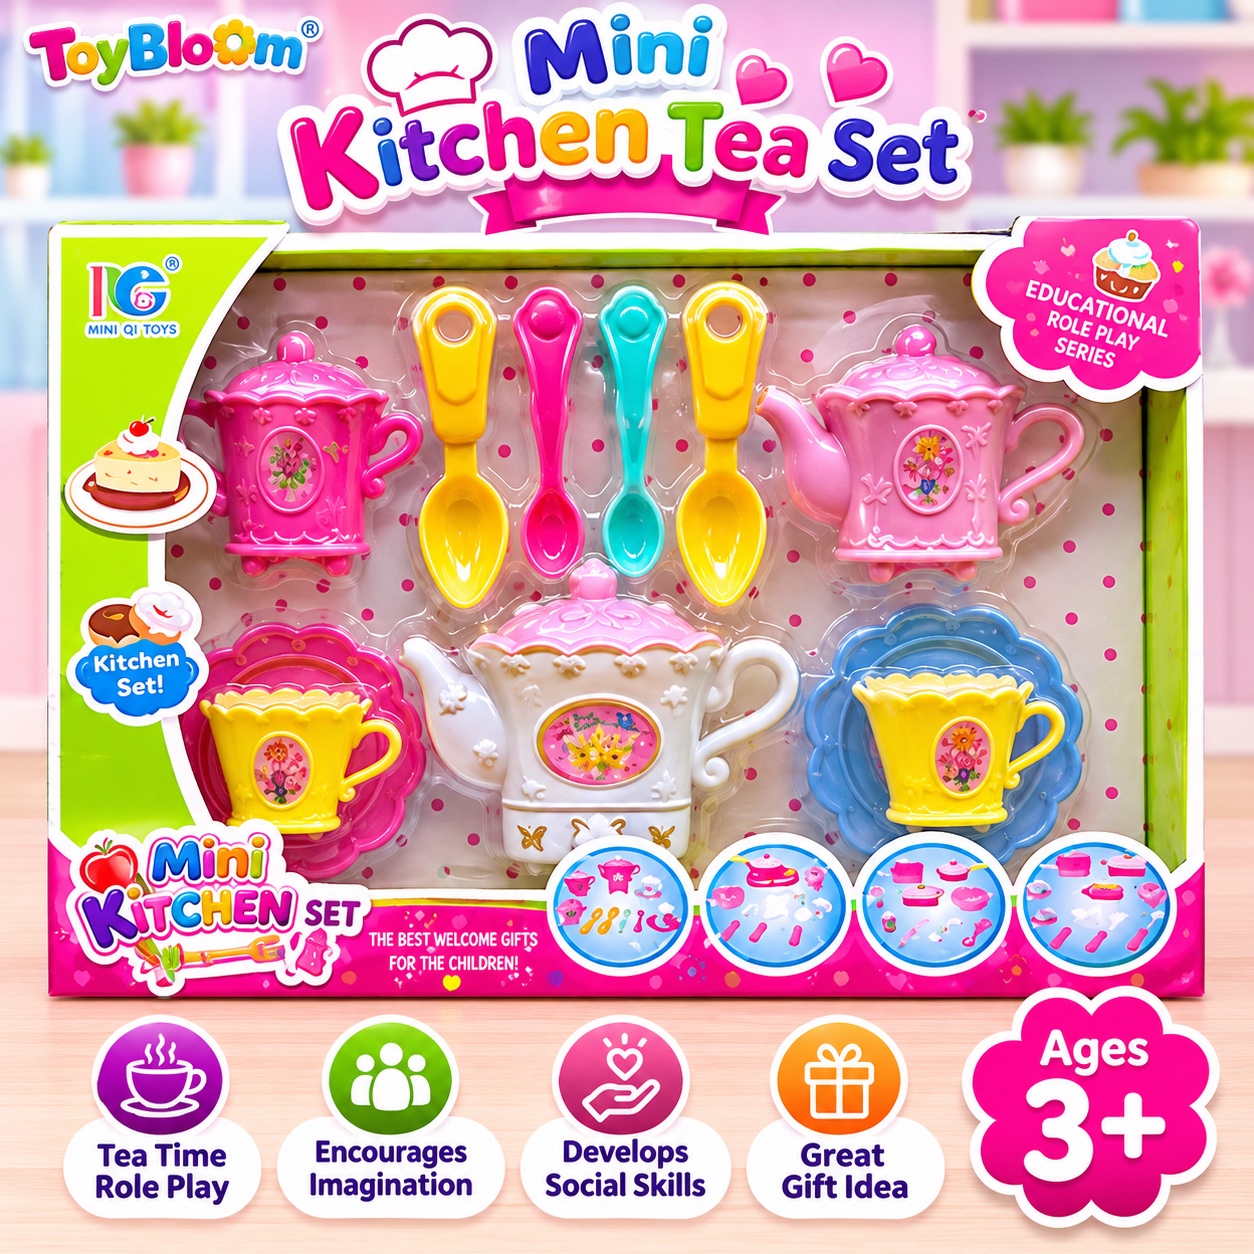 ToyBloom®
Mini
Kitchen Tea Set
®
MINI QI TOYS
EDUCATIONAL
ROLE PLAY
SERIES
Kitchen
Set!
Mini
KiTCHEN SET
THE BEST WELCOME GIFTS
FOR THE CHILDREN!
Tea Time
Role Play
Encourages
Imagination
Develops
Social Skills
Great
Gift Idea
Ages
3+